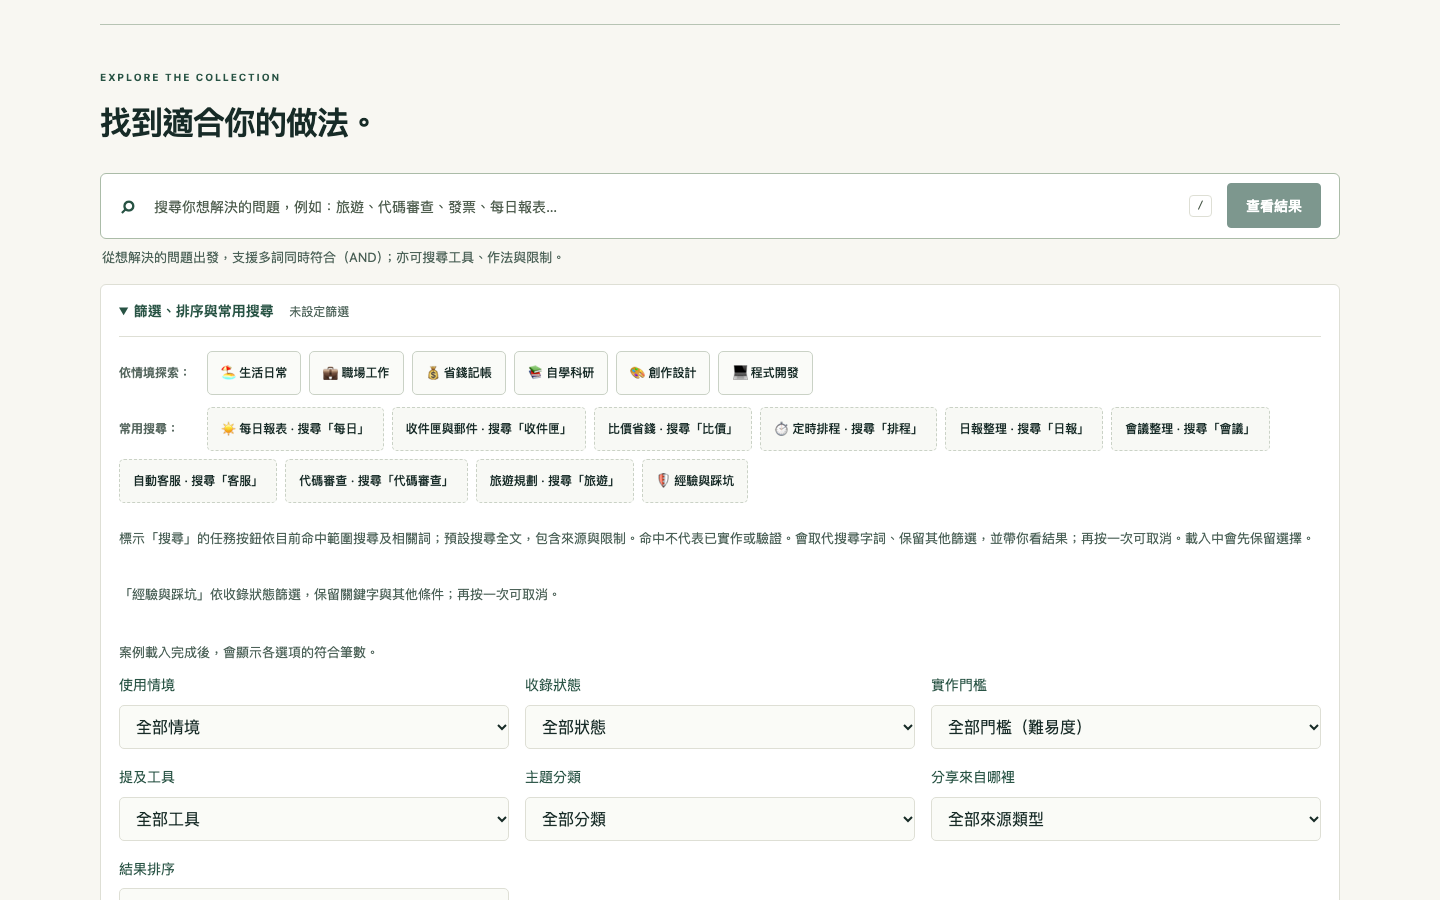 EXPLORE THE COLLECTION
找到適合你的做法。
搜尋你想解決的問題，例如：旅遊、代碼審查、發票、每日報表...
/
查看結果
從想解決的問題出發，支援多詞同時符合（AND）；亦可搜尋工具、作法與限制。
▼ 篩選、排序與常用搜尋 未設定篩選
依情境探索： 🏖️ 生活日常 💼 職場工作 💰 省錢記帳 📚 自學科研 🎨 創作設計 💻 程式開發
常用搜尋： ☀️ 每日報表 · 搜尋「每日」 收件匣與郵件 · 搜尋「收件匣」 比價省錢 · 搜尋「比價」 ⏱️ 定時排程 · 搜尋「排程」 日報整理 · 搜尋「日報」 會議整理 · 搜尋「會議」
自動客服 · 搜尋「客服」 代碼審查 · 搜尋「代碼審查」 旅遊規劃 · 搜尋「旅遊」 🛡️ 經驗與踩坑
標示「搜尋」的任務按鈕依目前命中範圍搜尋及相關詞；預設搜尋全文，包含來源與限制。命中不代表已實作或驗證。會取代搜尋字詞、保留其他篩選，並帶你看結果；再按一次可取消。載入中會先保留選擇。
「經驗與踩坑」依收錄狀態篩選，保留關鍵字與其他條件；再按一次可取消。
案例載入完成後，會顯示各選項的符合筆數。
使用情境 收錄狀態 實作門檻
全部情境 全部狀態 全部門檻（難易度）
提及工具 主題分類 分享來自哪裡
全部工具 全部分類 全部來源類型
結果排序